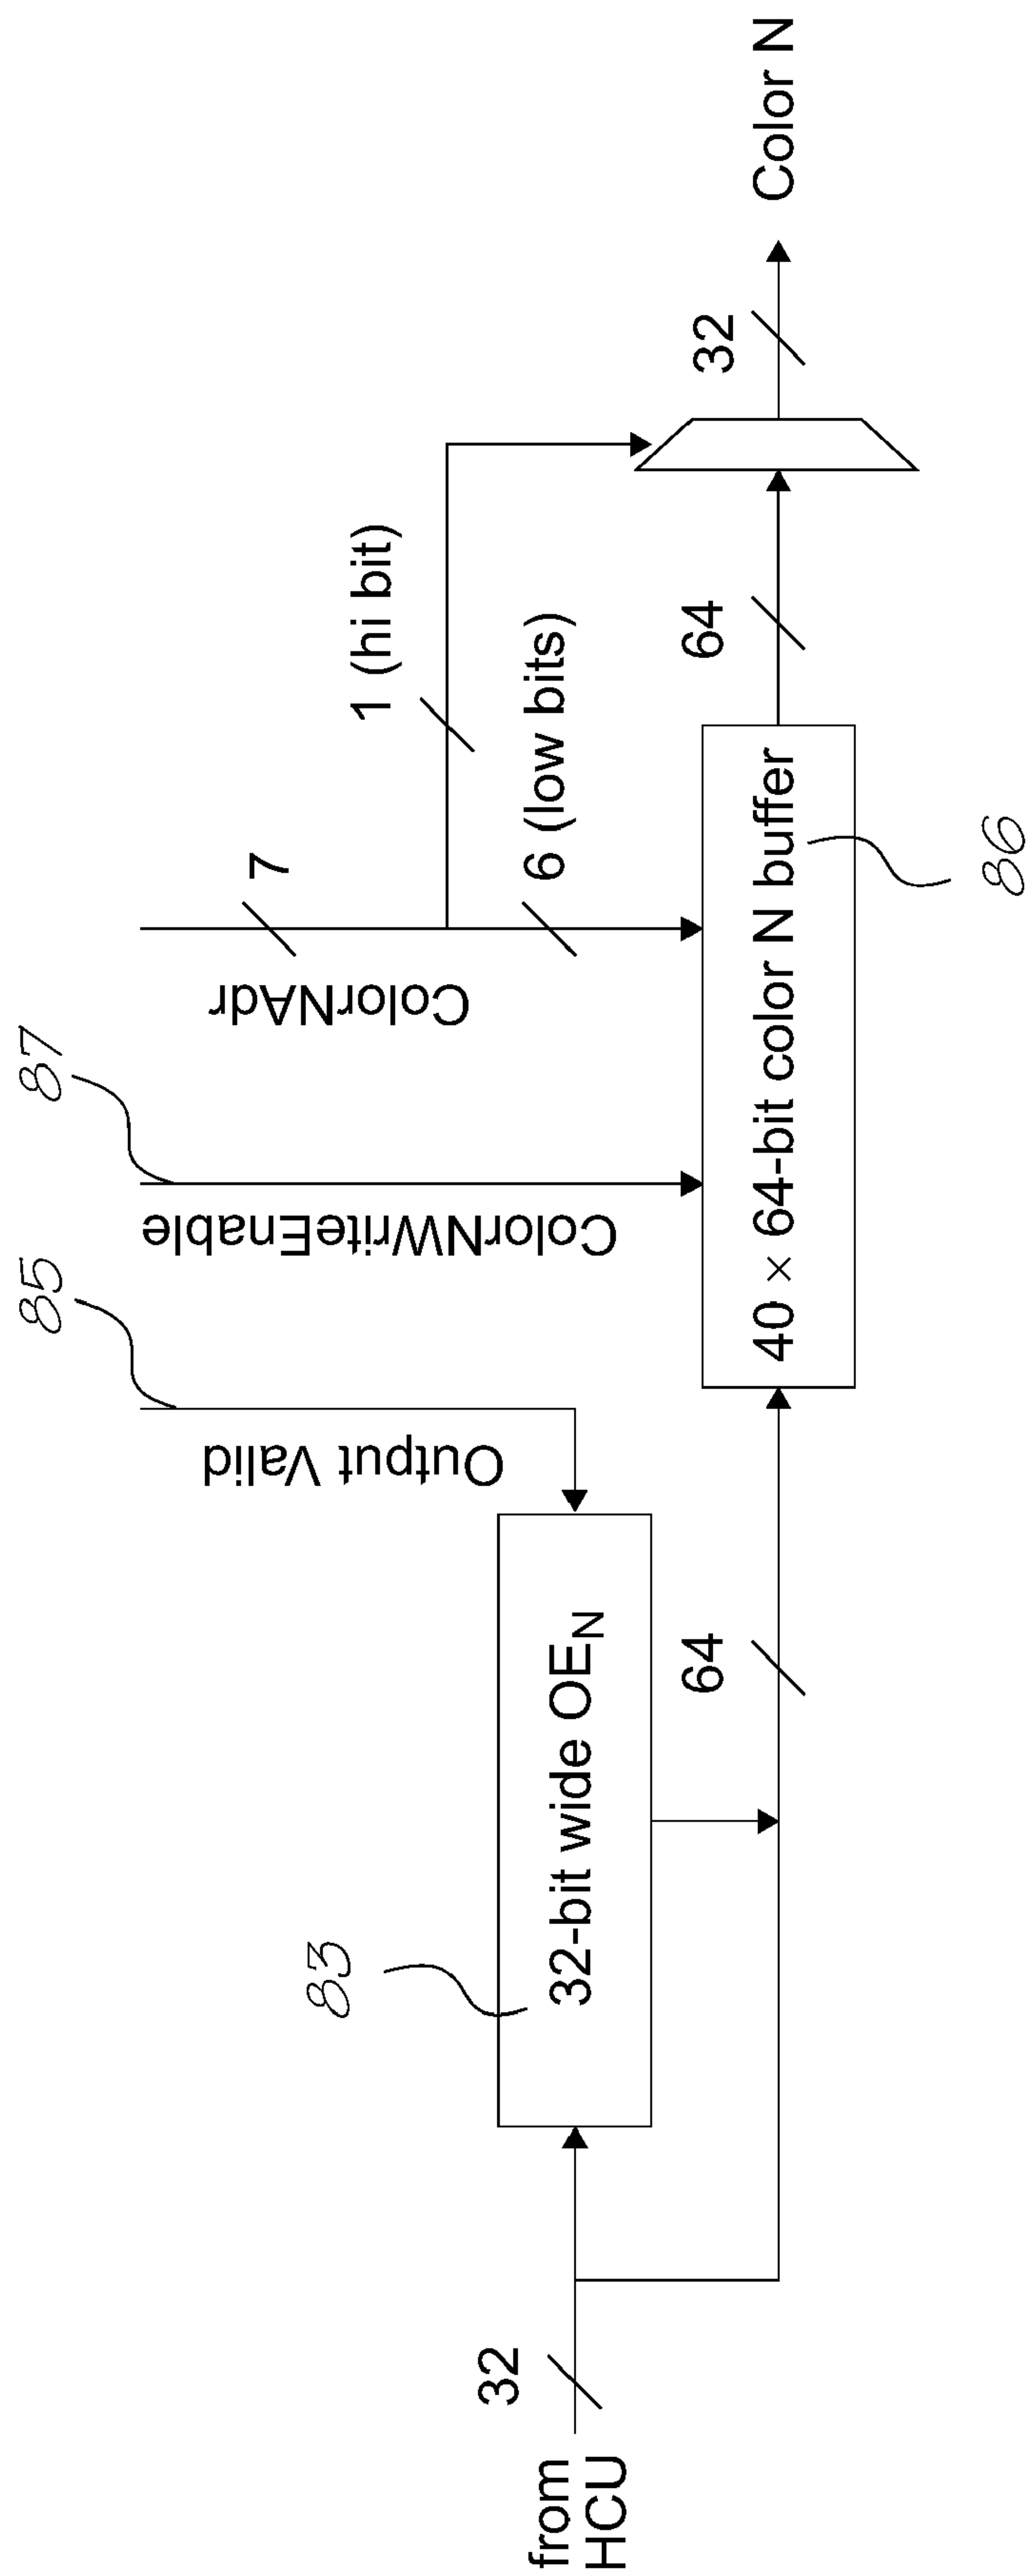 from
HCU
32
83
32-bit wide OEN
Output Valid
85
64
ColorNWriteEnable
87
ColorNAdr
7
1 (hi bit)
6 (low bits)
40 × 64-bit color N buffer
86
64
32
Color N